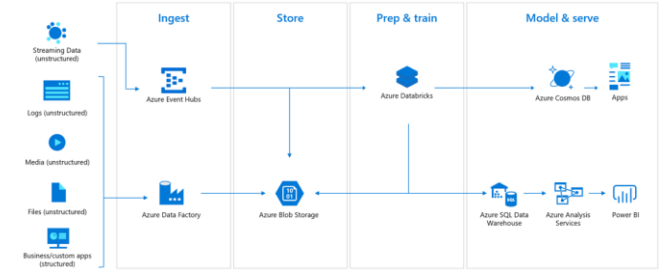 Ingest
Store
Prep & train
Model & serve
Streaming Data
(unstructured)
Logs (unstructured)
Media (unstructured)
Files (unstructured)
Business/custom apps
(structured)
Azure Event Hubs
Azure Data Factory
10
01
Azure Blob Storage
Azure Databricks
Azure Cosmos DB
Apps
Azure SQL Data
Warehouse
Azure Analysis
Services
Power BI